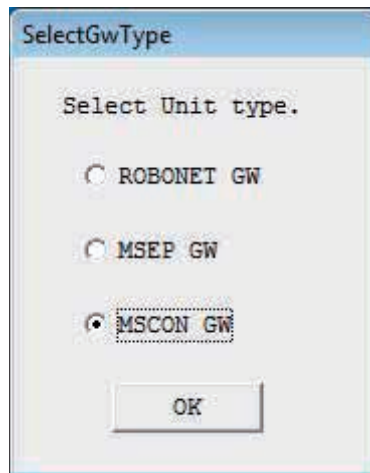 SelectGwType
Select Unit type.
ROBONET GW
MSEP GW
MSCON GW
OK